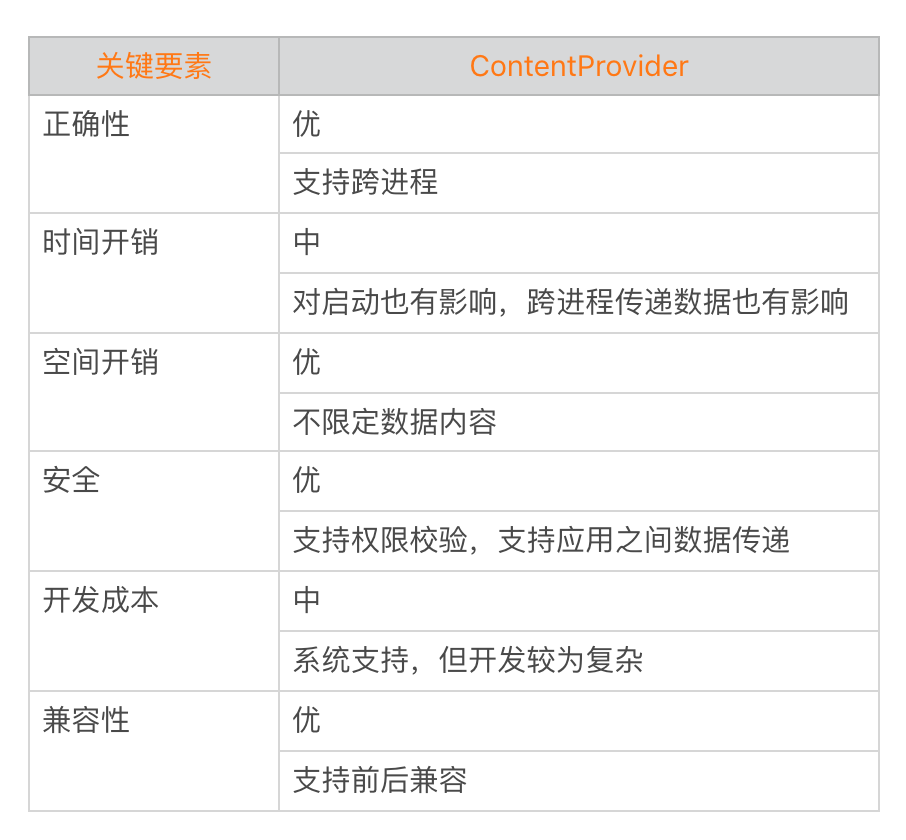 关键要素 ContentProvider
正确性 优
支持跨进程
时间开销 中
对启动也有影响，跨进程传递数据也有影响
空间开销 优
不限定数据内容
安全 优
支持权限校验，支持应用之间数据传递
开发成本 中
系统支持，但开发较为复杂
兼容性 优
支持前后兼容